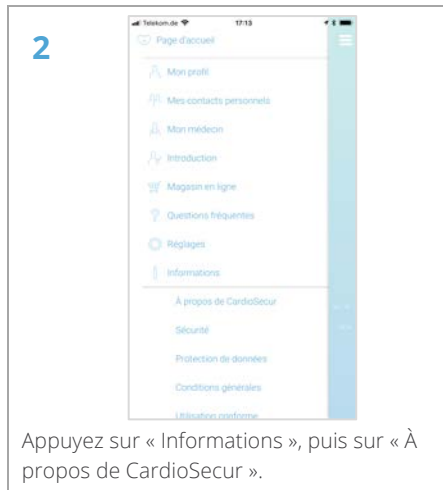 2
Telekom.de 17:13
Page d'accueil
Mon profil
Mes contacts personnels
Mon médecin
Introduction
Magasin en ligne
Questions fréquentes
Réglages
Informations
À propos de CardioSecur
Sécurité
Protection de données
Conditions générales
Utilisation conforme
Appuyez sur « Informations », puis sur « À
propos de CardioSecur ».